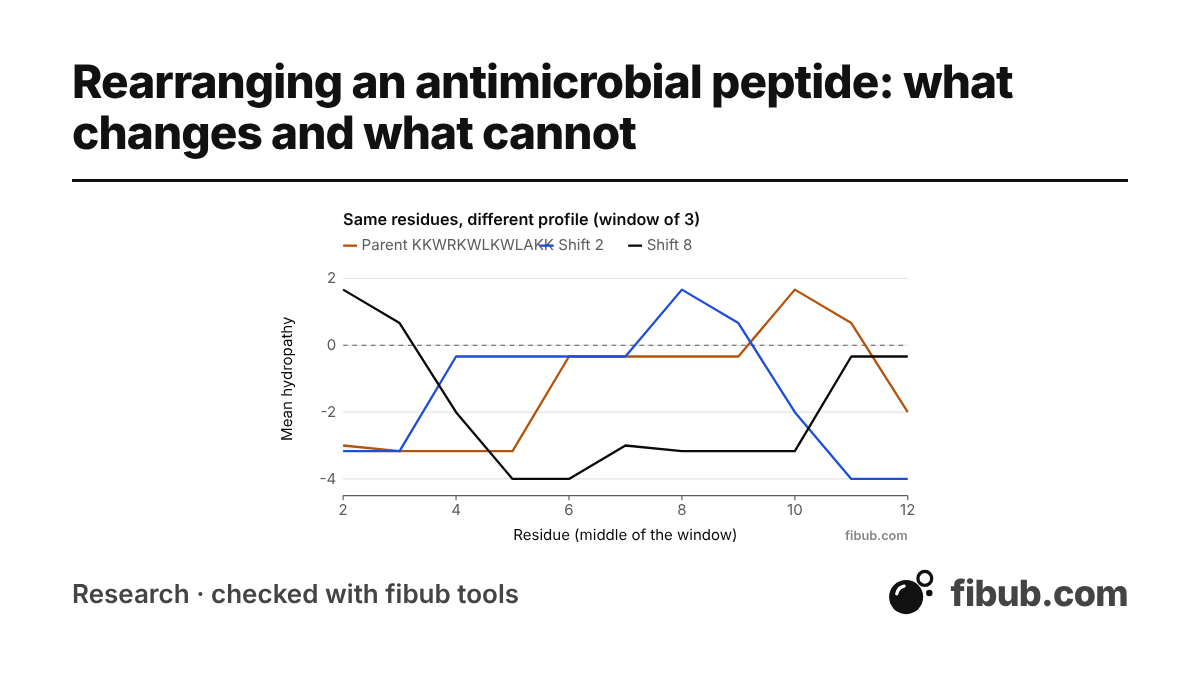 Rearranging an antimicrobial peptide: what
changes and what cannot
Same residues, different profile (window of 3)
Parent KKWRKWLKWLAKK Shift 2 Shift 8
2
0
-2
-4
Mean hydropathy
2 4 6 8 10 12
Residue (middle of the window)
fibub.com
Research · checked with fibub tools
fibub.com